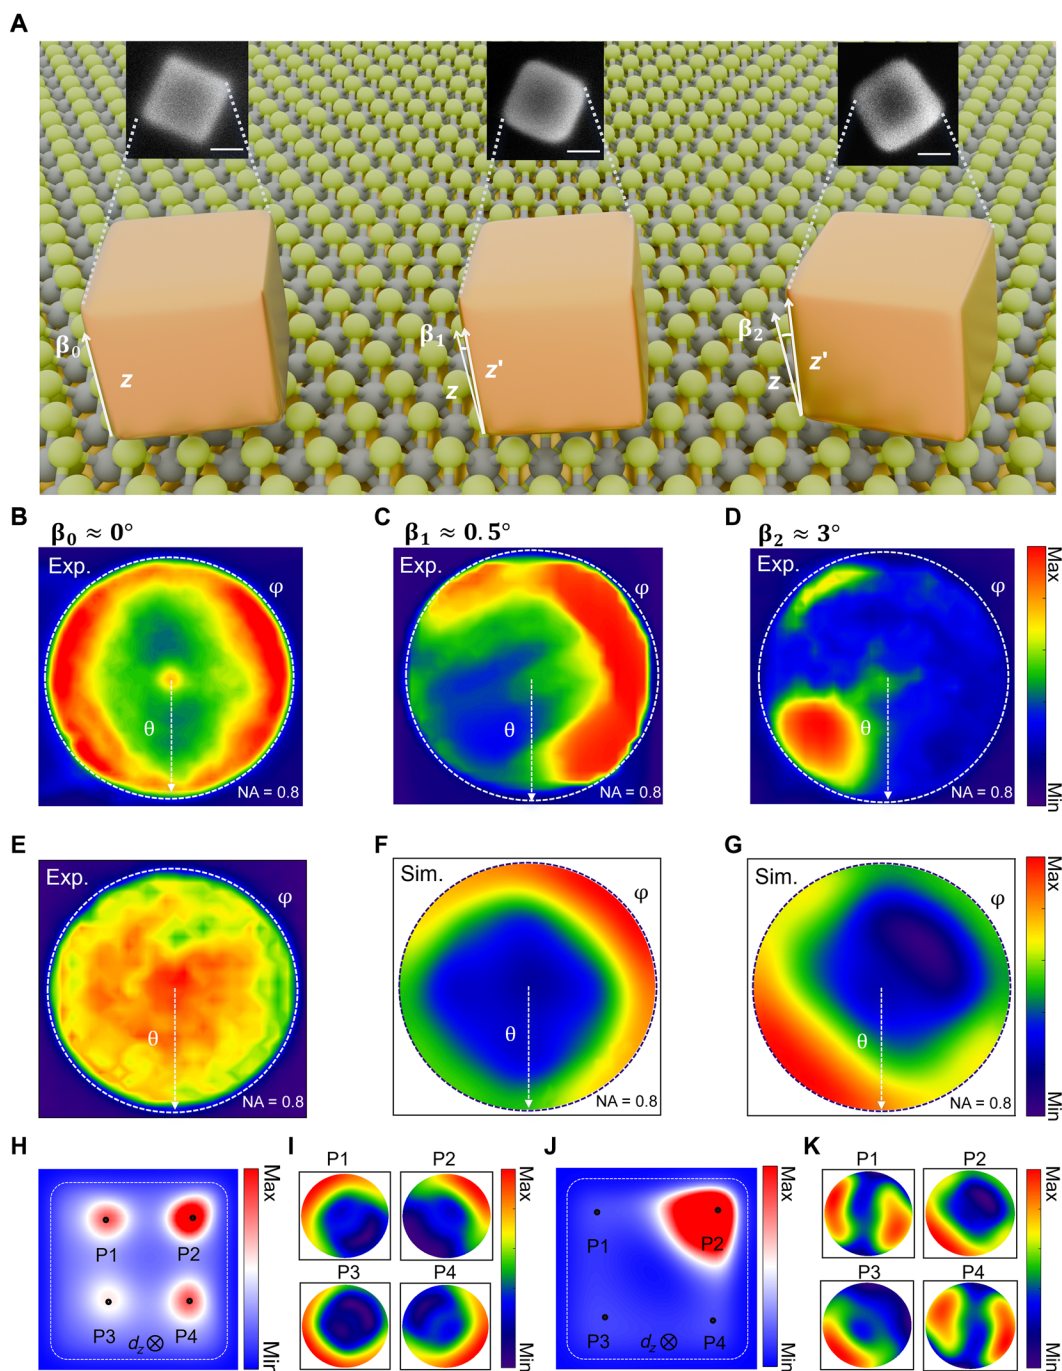 A
β₀
z
β₁
z
z'
β₂
z
z'
B
β₀ ≈ 0°
C
β₁ ≈ 0.5°
D
β₂ ≈ 3°
Exp.
φ
θ
NA = 0.8
Exp.
φ
θ
NA = 0.8
Exp.
φ
θ
NA = 0.8
Max
Min
E
F
G
Exp.
φ
θ
NA = 0.8
Sim.
φ
θ
NA = 0.8
Sim.
φ
θ
NA = 0.8
Max
Min
H
I
J
K
P1
P2
P3
P4
d_z
Max
Min
P1
P2
P3
P4
Max
Min
P1
P2
P3
P4
d_z
Max
Min
P1
P2
P3
P4
Max
Min